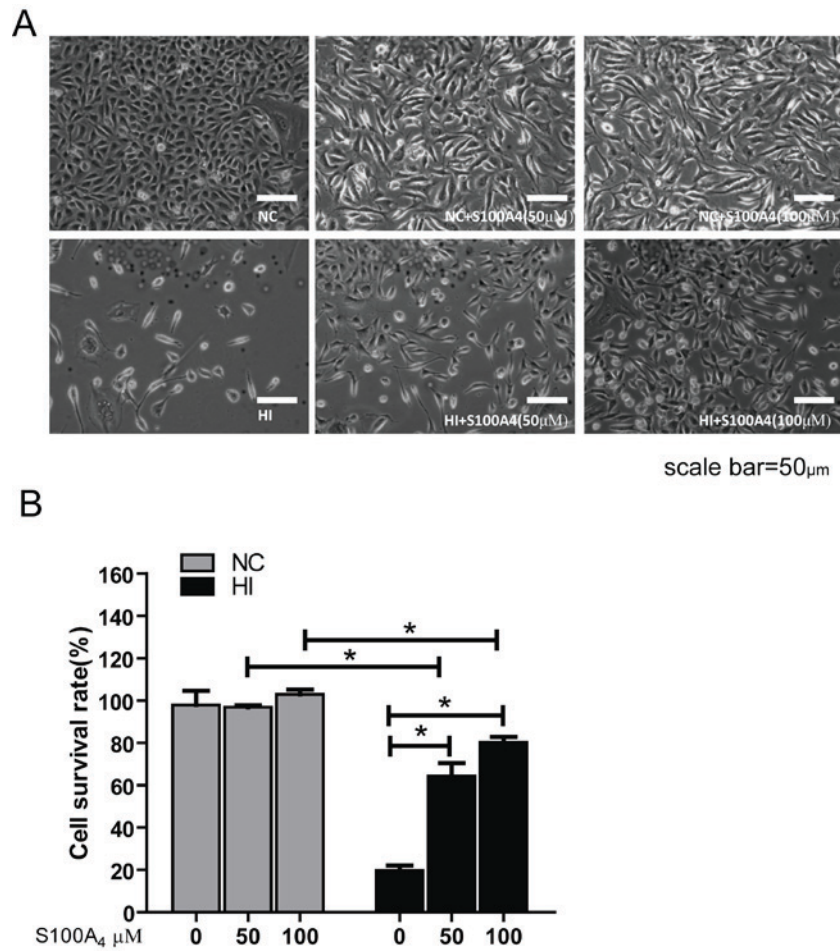 A
NC
NC+S100A4(50μM)
NC+S100A4(100μM)
HI
HI+S100A4(50μM)
HI+S100A4(100μM)
scale bar=50μm
B
NC
HI
Cell survival rate(%)
160
140
120
100
80
60
40
20
0
*
*
*
*
S100A₄ μM 0 50 100 0 50 100